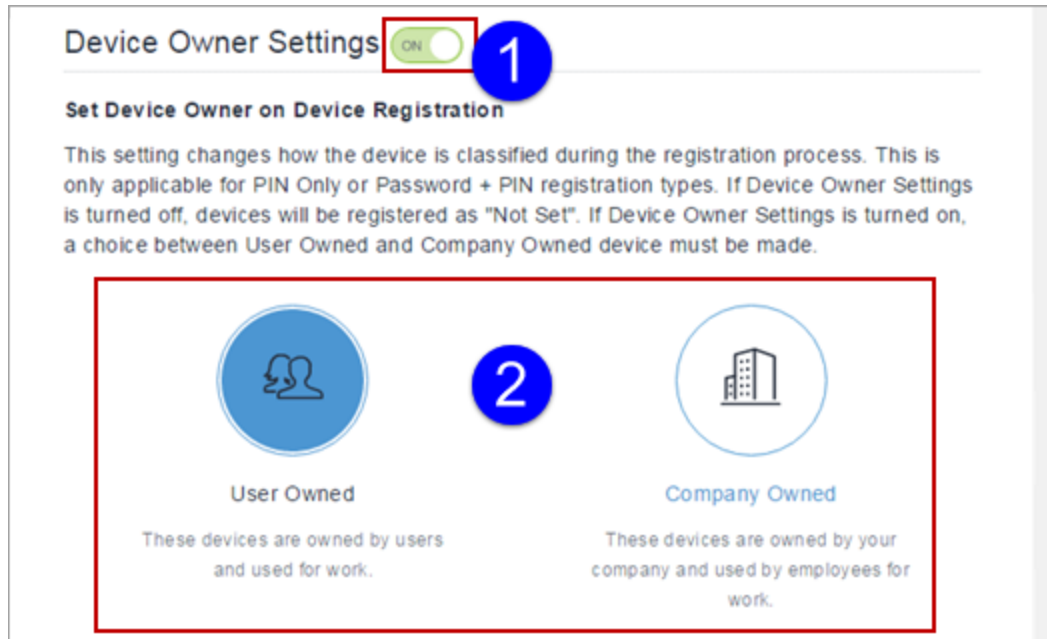 Device Owner Settings ON
1
Set Device Owner on Device Registration
This setting changes how the device is classified during the registration process. This is
only applicable for PIN Only or Password + PIN registration types. If Device Owner Settings
is turned off, devices will be registered as "Not Set". If Device Owner Settings is turned on,
a choice between User Owned and Company Owned device must be made.
2
User Owned
These devices are owned by users
and used for work.
Company Owned
These devices are owned by your
company and used by employees for
work.